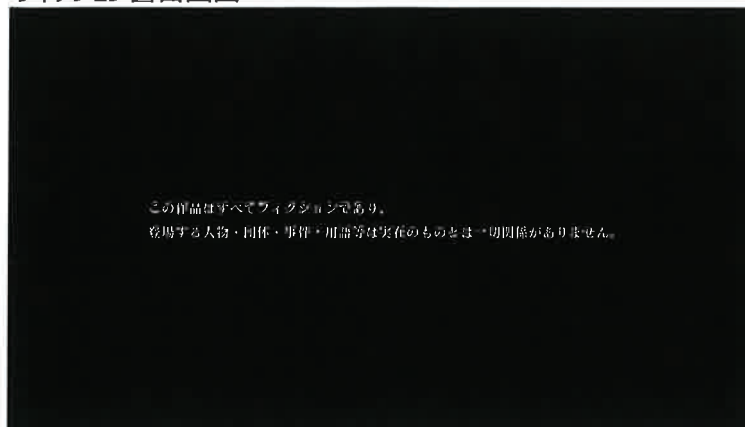 この作品はすべてフィクションであり、
登場する人物・団体・事件・用語等は実在のものとは一切関係がありません。